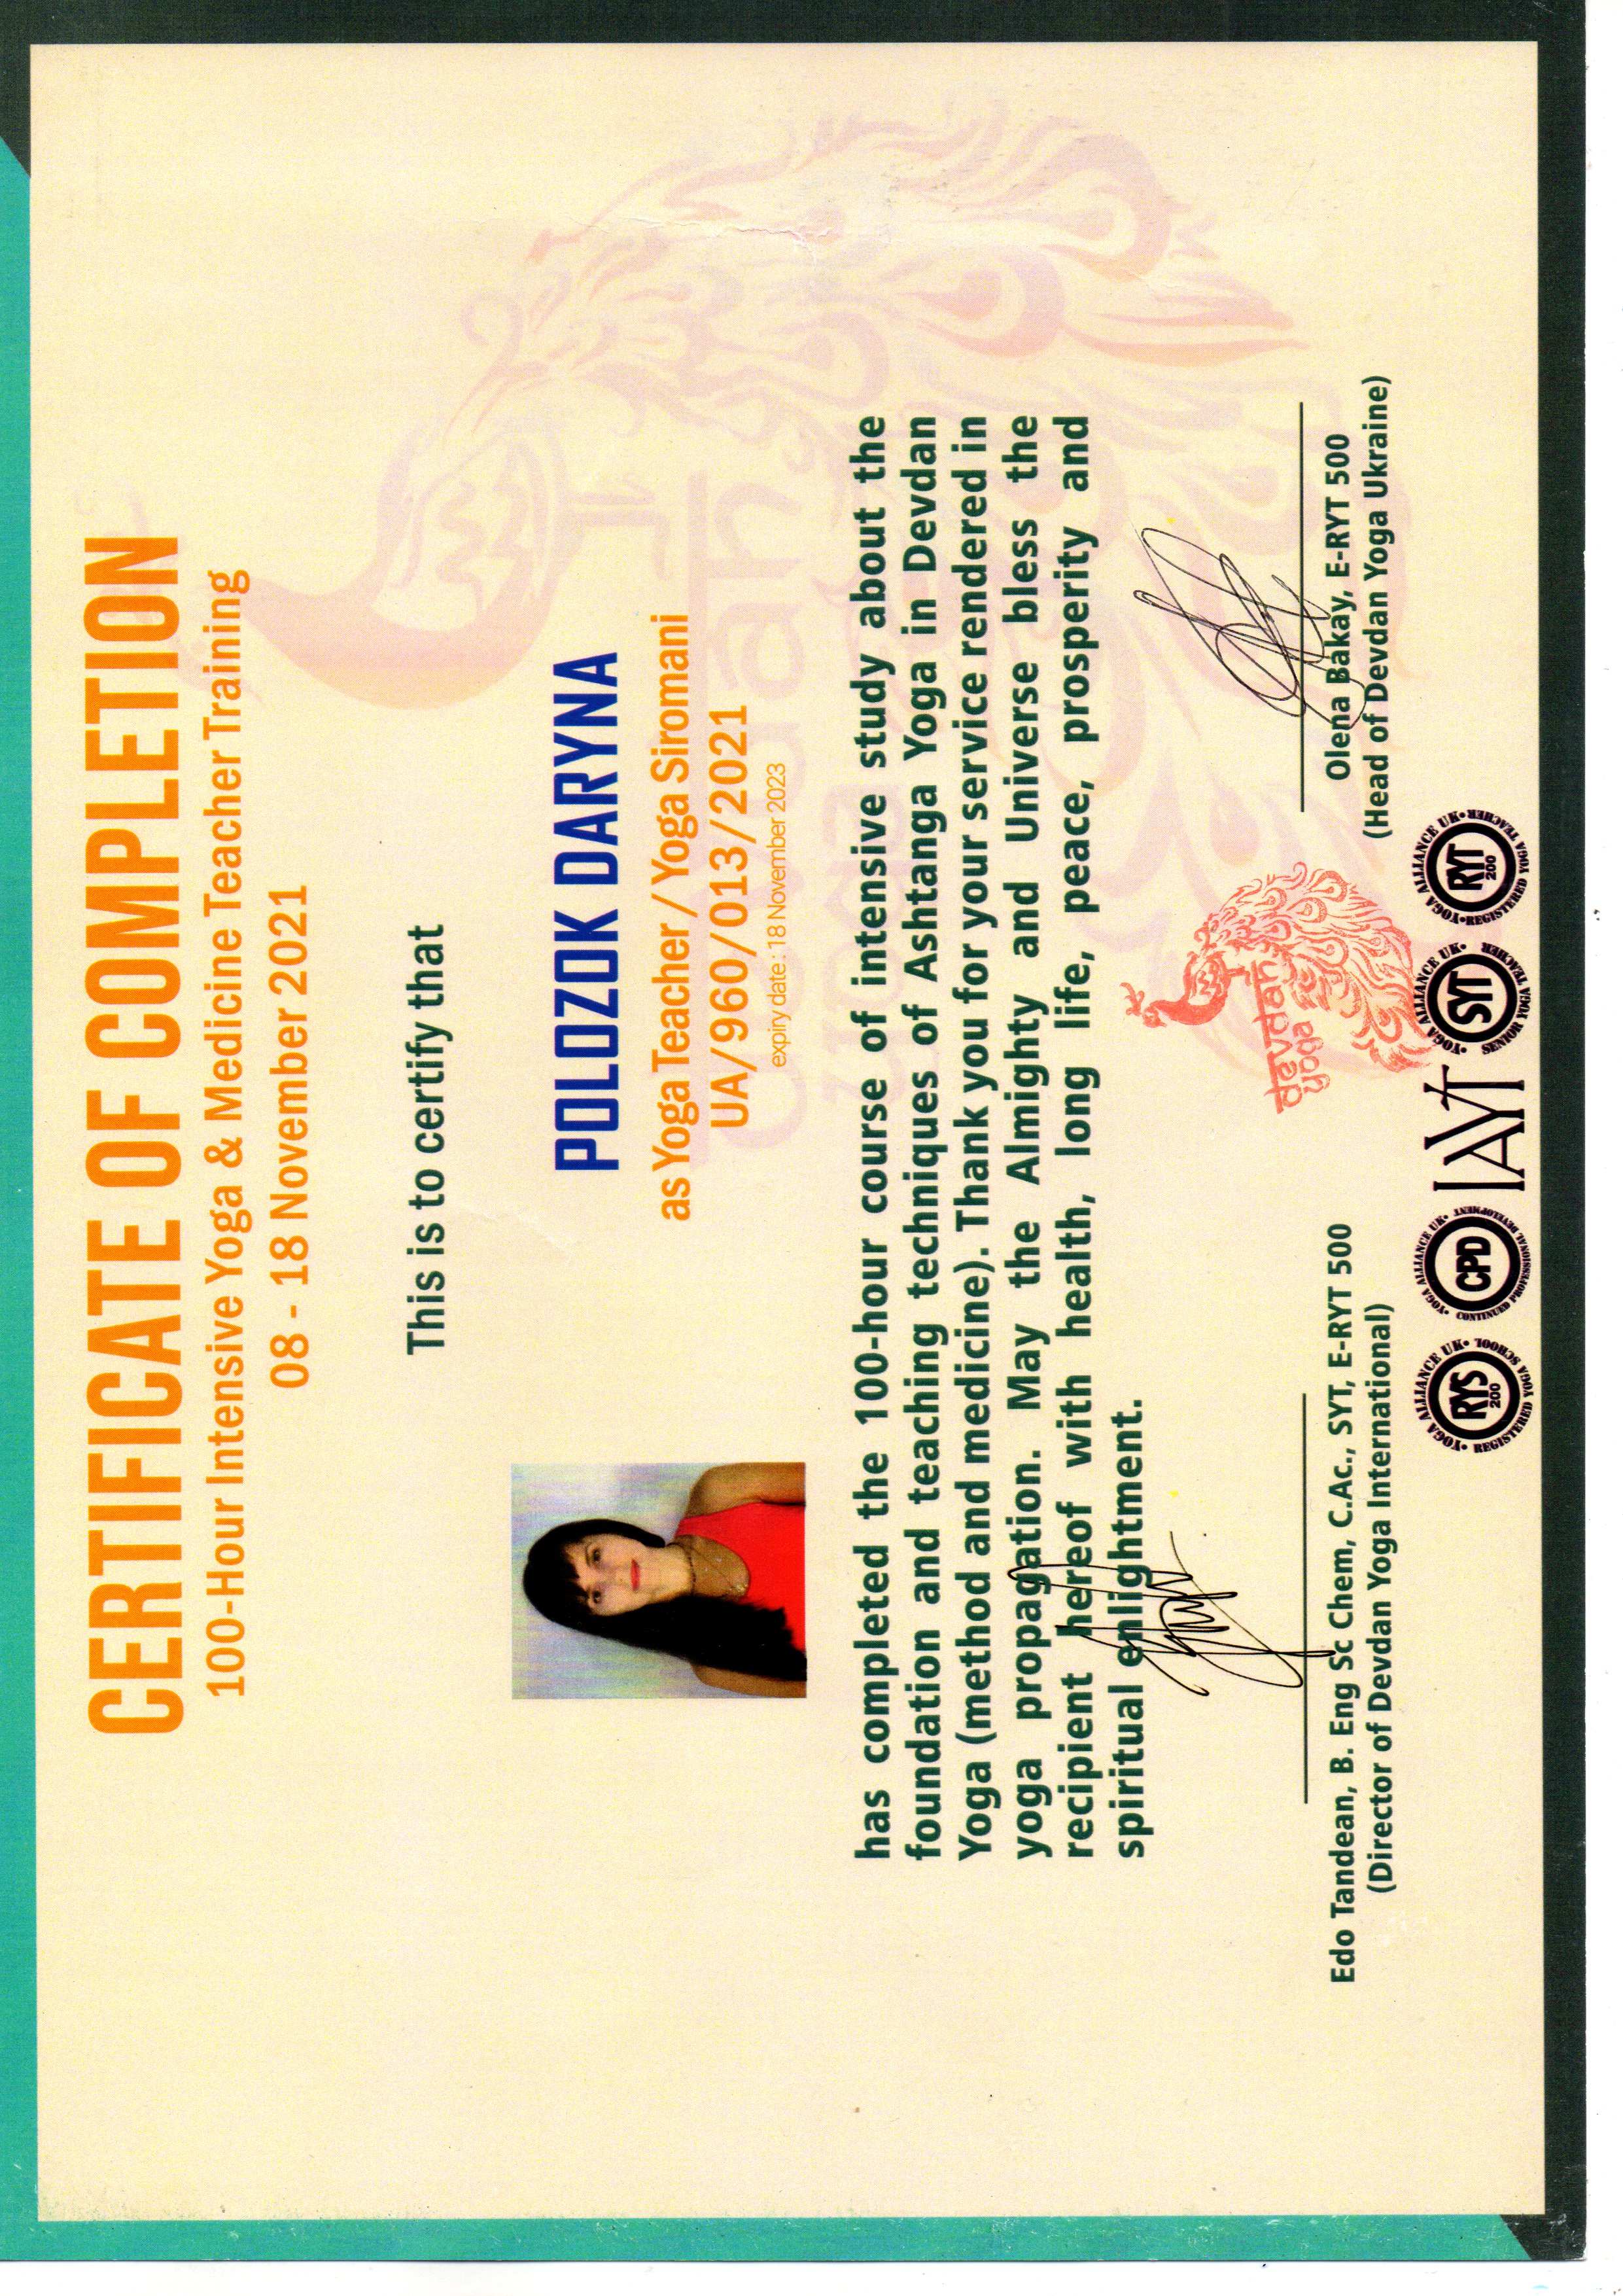 CERTIFICATE OF COMPLETION
100-Hour Intensive Yoga & Medicine Teacher Training
08 - 18 November 2021
This is to certify that
POLOZOK DARYNA
as Yoga Teacher / Yoga Siromani
UA/960/013/2021
expiry date : 18 November 2023
devdan
yoga
has completed the 100-hour course of intensive study about the
foundation and teaching techniques of Ashtanga Yoga in Devdan
Yoga (method and medicine). Thank you for your service rendered in
yoga propagation. May the Almighty and Universe bless the
recipient hereof with health, long life, peace, prosperity and
spiritual enlightment.
devdan
yoga
Edo Tandean, B. Eng Sc Chem, C.Ac., SYT, E-RYT 500
(Director of Devdan Yoga International)
Olena Bakay, E-RYT 500
(Head of Devdan Yoga Ukraine)
YOGA ALLIANCE UK
RYS
200
REGISTERED YOGA SCHOOL
YOGA ALLIANCE UK
CPD
CONTINUED PROFESSIONAL DEVELOPMENT
IAYT
YOGA ALLIANCE UK
SYT
SENIOR YOGA TEACHER
YOGA ALLIANCE UK
RYT
200
REGISTERED YOGA TEACHER